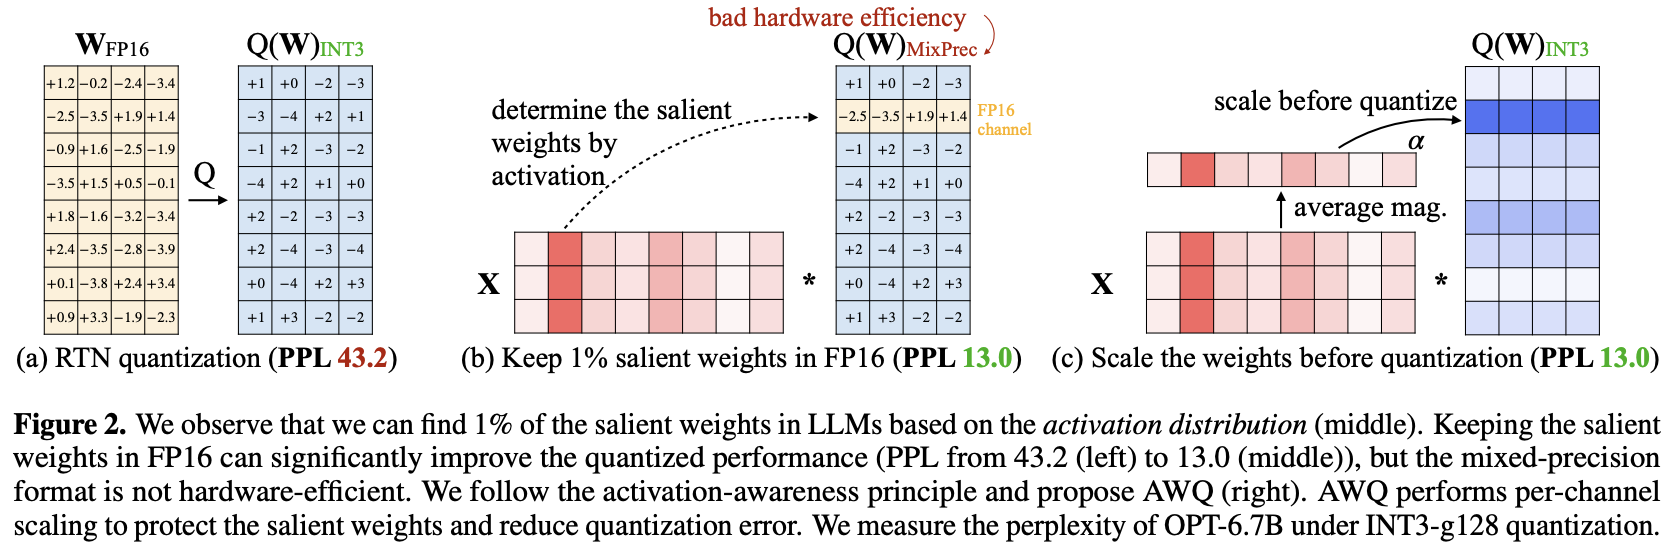 bad hardware efficiency
W_FP16
Q(W)_INT3
Q(W)_MixPrec
Q(W)_INT3
+1.2 −0.2 −2.4 −3.4
−2.5 −3.5 +1.9 +1.4
−0.9 +1.6 −2.5 −1.9
−3.5 +1.5 +0.5 −0.1
+1.8 −1.6 −3.2 −3.4
+2.4 −3.5 −2.8 −3.9
+0.1 −3.8 +2.4 +3.4
+0.9 +3.3 −1.9 −2.3
Q
+1 +0 −2 −3
−3 −4 +2 +1
−1 +2 −3 −2
−4 +2 +1 +0
+2 −2 −3 −3
+2 −4 −3 −4
+0 −4 +2 +3
+1 +3 −2 −2
determine the salient
weights by
activation
X
*
+1 +0 −2 −3
−2.5 −3.5 +1.9 +1.4
−1 +2 −3 −2
−4 +2 +1 +0
+2 −2 −3 −3
+2 −4 −3 −4
+0 −4 +2 +3
+1 +3 −2 −2
FP16
channel
scale before quantize
α
average mag.
X
*
(a) RTN quantization (PPL 43.2)
(b) Keep 1% salient weights in FP16 (PPL 13.0)
(c) Scale the weights before quantization (PPL 13.0)
Figure 2. We observe that we can find 1% of the salient weights in LLMs based on the activation distribution (middle). Keeping the salient
weights in FP16 can significantly improve the quantized performance (PPL from 43.2 (left) to 13.0 (middle)), but the mixed-precision
format is not hardware-efficient. We follow the activation-awareness principle and propose AWQ (right). AWQ performs per-channel
scaling to protect the salient weights and reduce quantization error. We measure the perplexity of OPT-6.7B under INT3-g128 quantization.